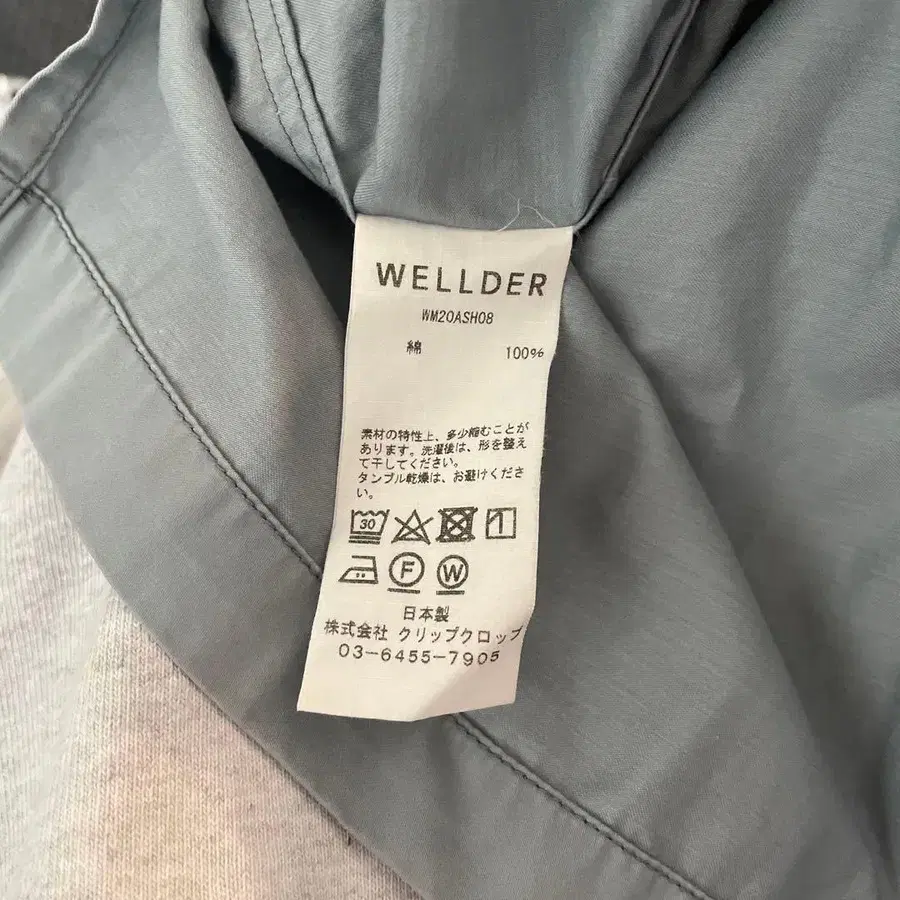 WELLDER
WM20ASH08
綿 100%
素材の特性上、多少縮むことが
あります。洗濯後は、形を整え
て干してください。
タンブル乾燥は、お避けくださ
い。
30
F W
日本製
株式会社 クリップクロップ
03-6455-7905